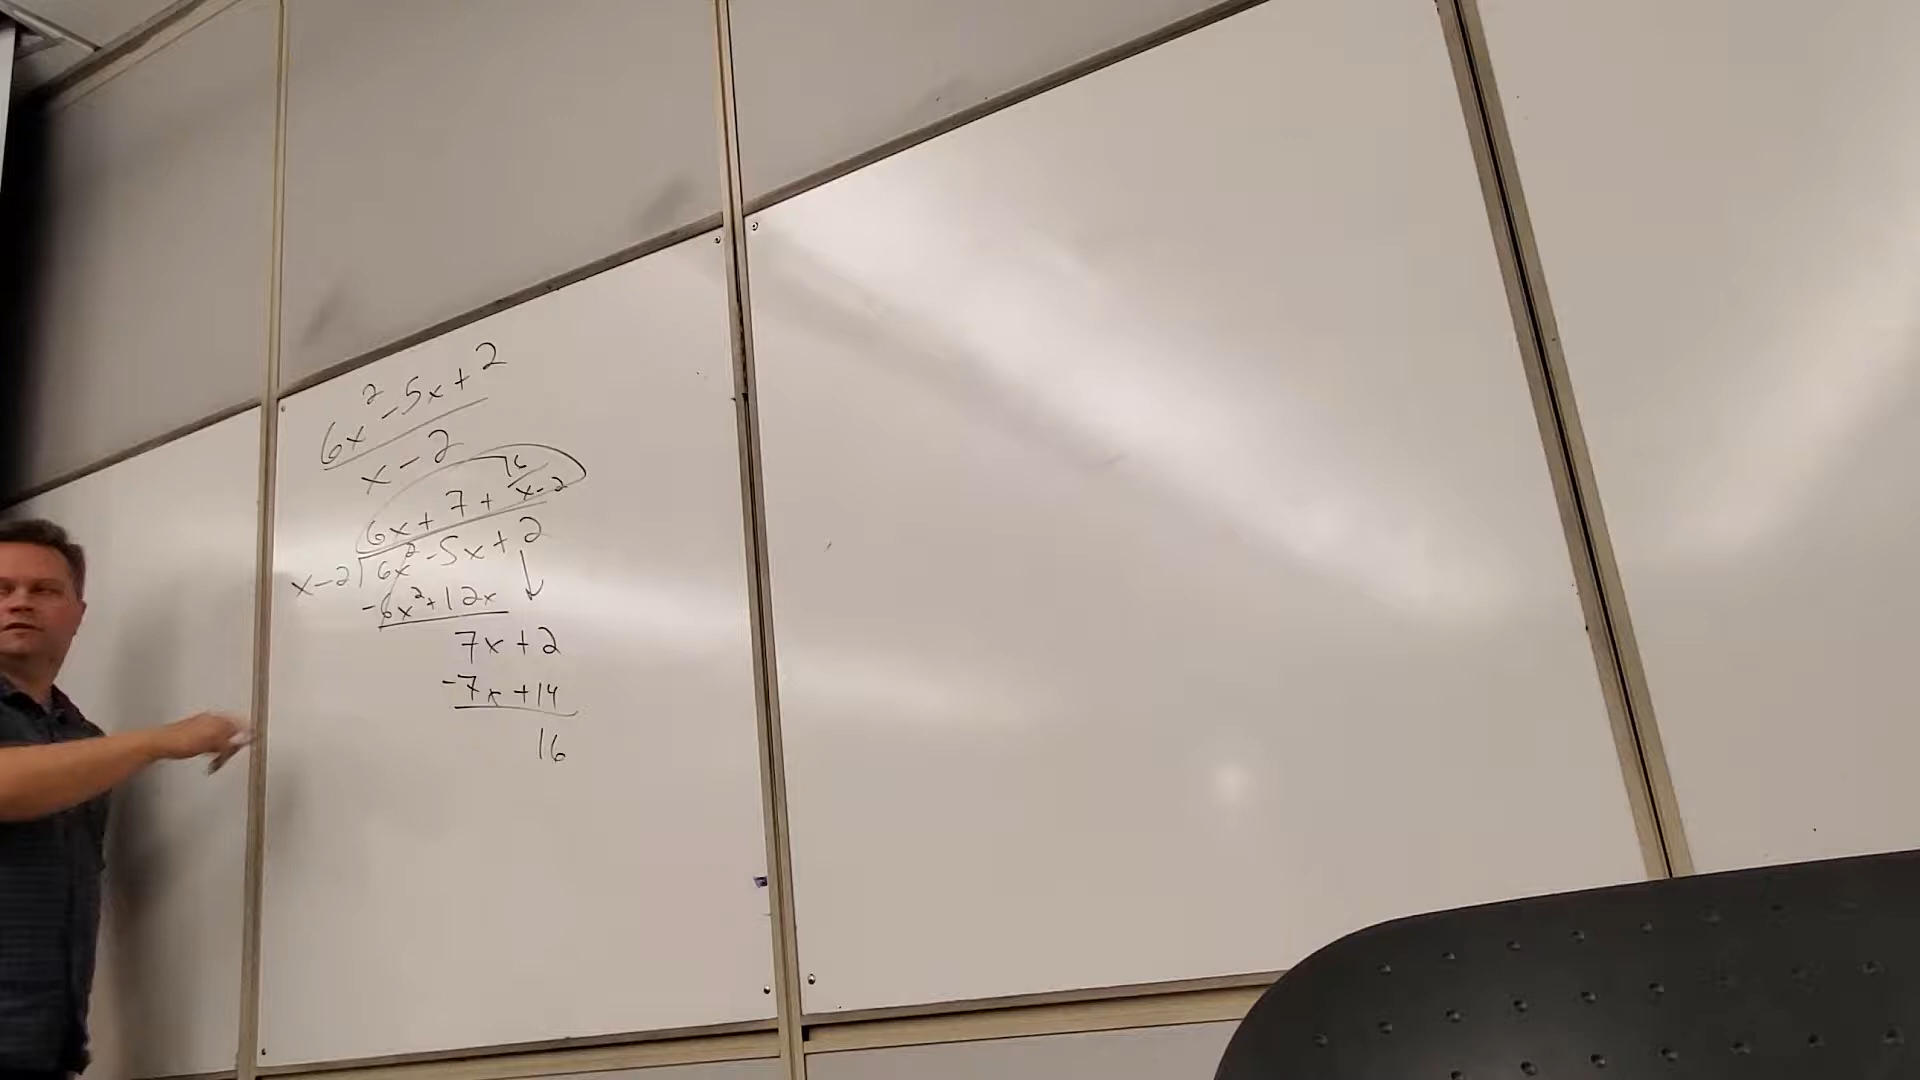 6x² - 5x + 2
x - 2
16
6x + 7 + x - 2
x - 2 6x² - 5x + 2
-6x² + 12x
7x + 2
-7x + 14
16